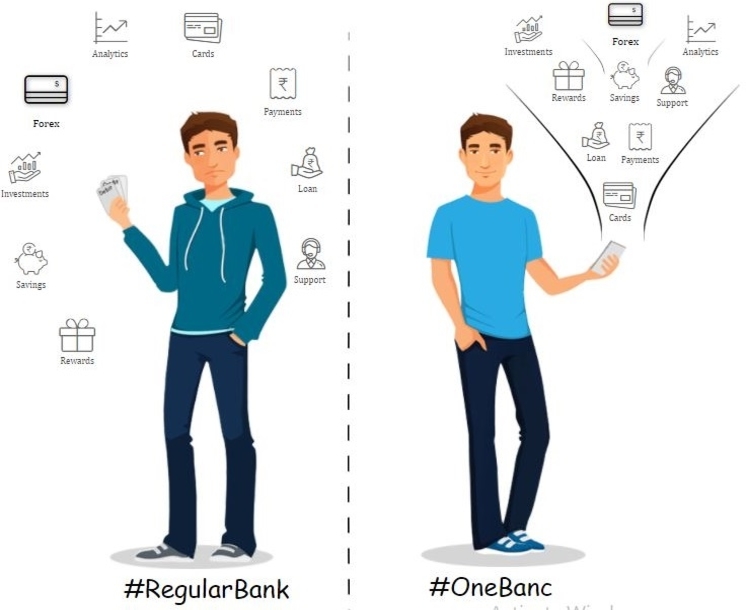 Analytics
Cards
Forex
Payments
Investments
Loan
Savings
Support
Rewards
#RegularBank
Investments
Forex
Analytics
Rewards
Savings
Support
Loan
Payments
Cards
#OneBanc